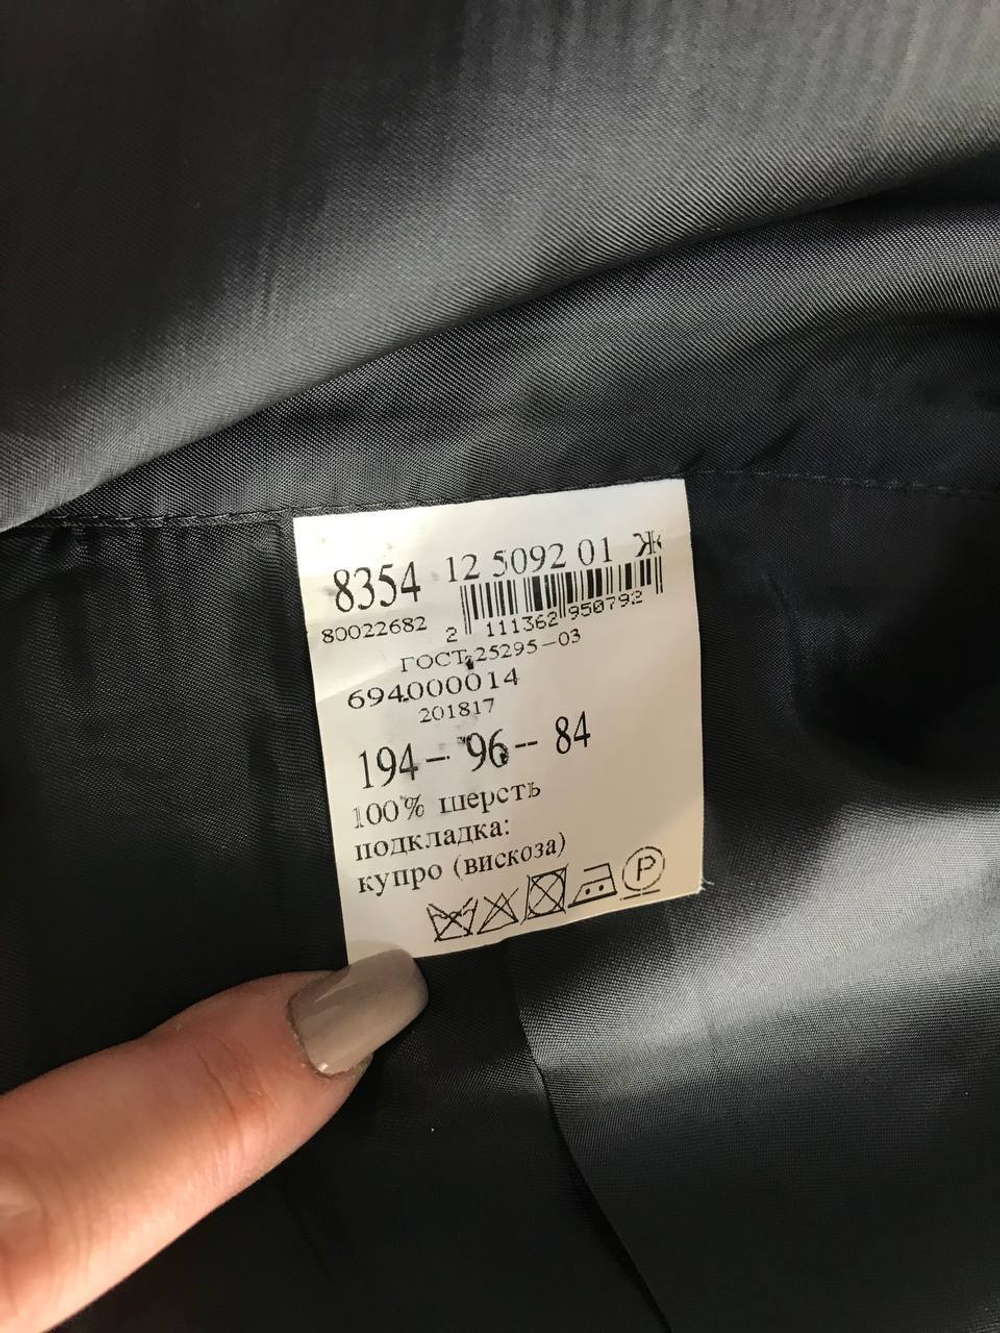 8354 12 5092 01 Ж
80022682 2 111362 950792
ГОСТ 25295-03
694000014
201817
194- 96-- 84
100% шерсть
подкладка:
купро (вискоза)
P